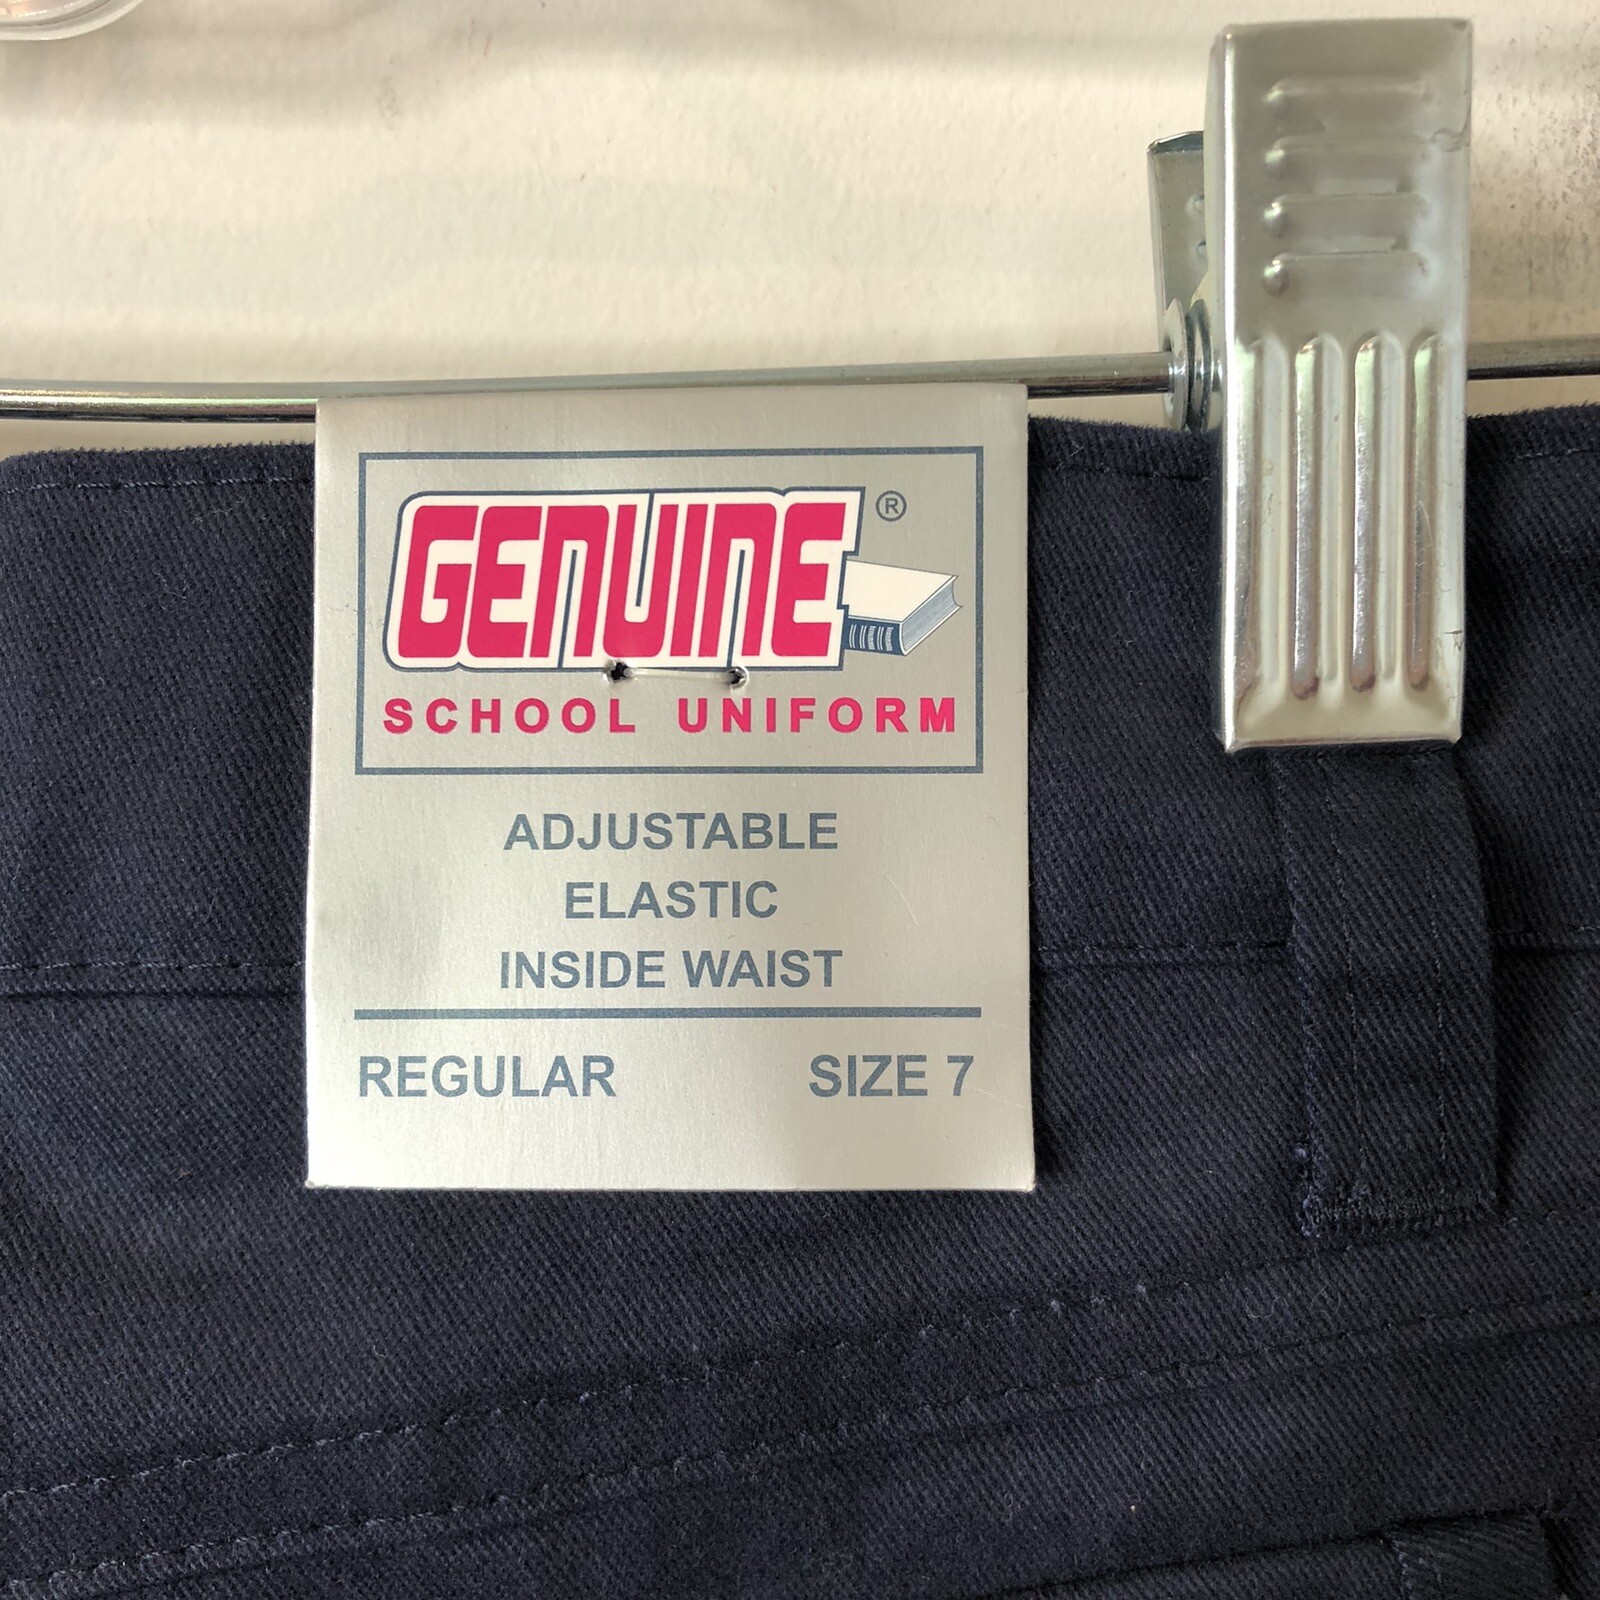 GENUINE ®
SCHOOL UNIFORM
ADJUSTABLE
ELASTIC
INSIDE WAIST
REGULAR SIZE 7